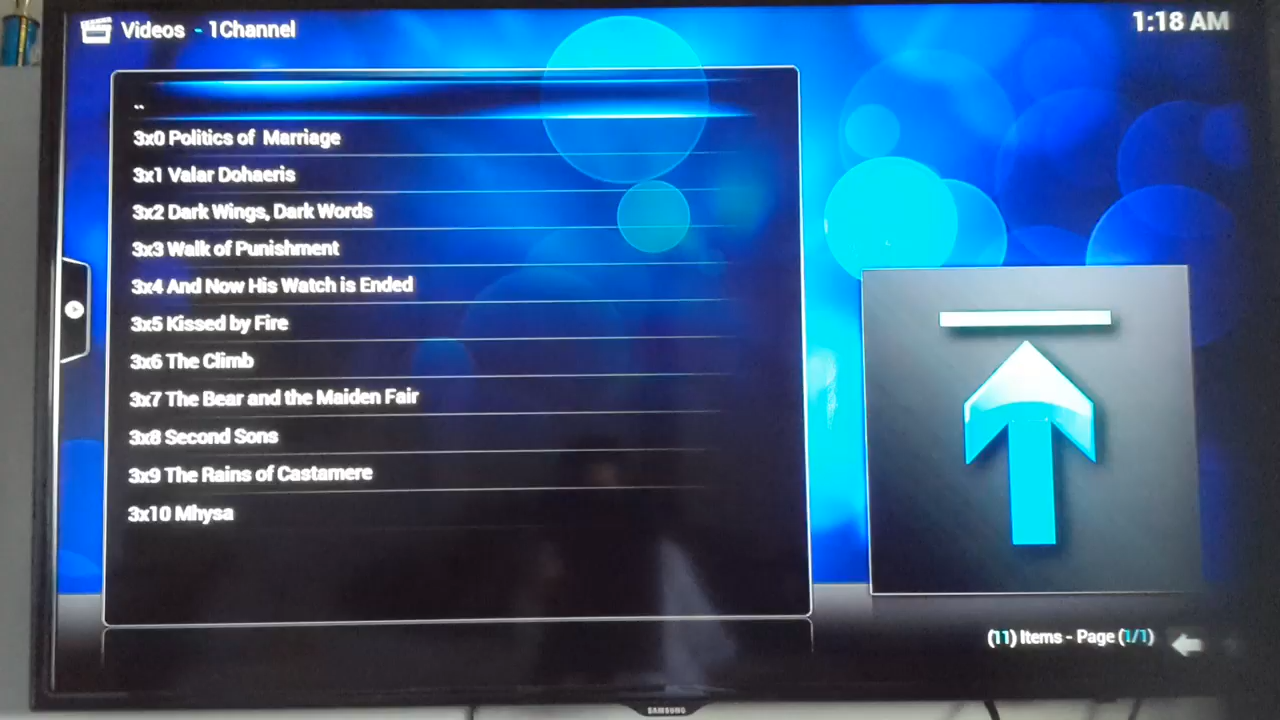 Videos - 1Channel
1:18 AM
..
3x0 Politics of Marriage
3x1 Valar Dohaeris
3x2 Dark Wings, Dark Words
3x3 Walk of Punishment
3x4 And Now His Watch is Ended
3x5 Kissed by Fire
3x6 The Climb
3x7 The Bear and the Maiden Fair
3x8 Second Sons
3x9 The Rains of Castamere
3x10 Mhysa
(11) Items - Page (1/1)
SAMSUNG